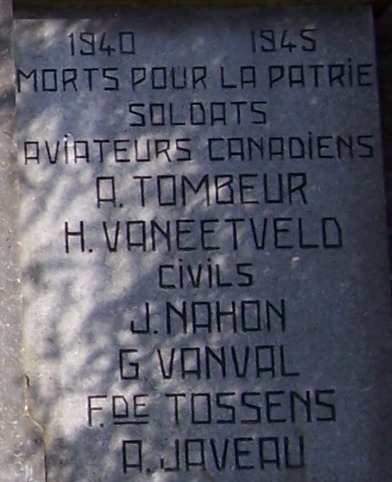 1940 1945
MORTS POUR LA PATRIE
SOLDATS
AVIATEURS CANADIENS
A. TOMBEUR
H. VANEETVELD
CIVILS
J. NAHON
G VANVAL
F. DE TOSSENS
A. JAVEAU